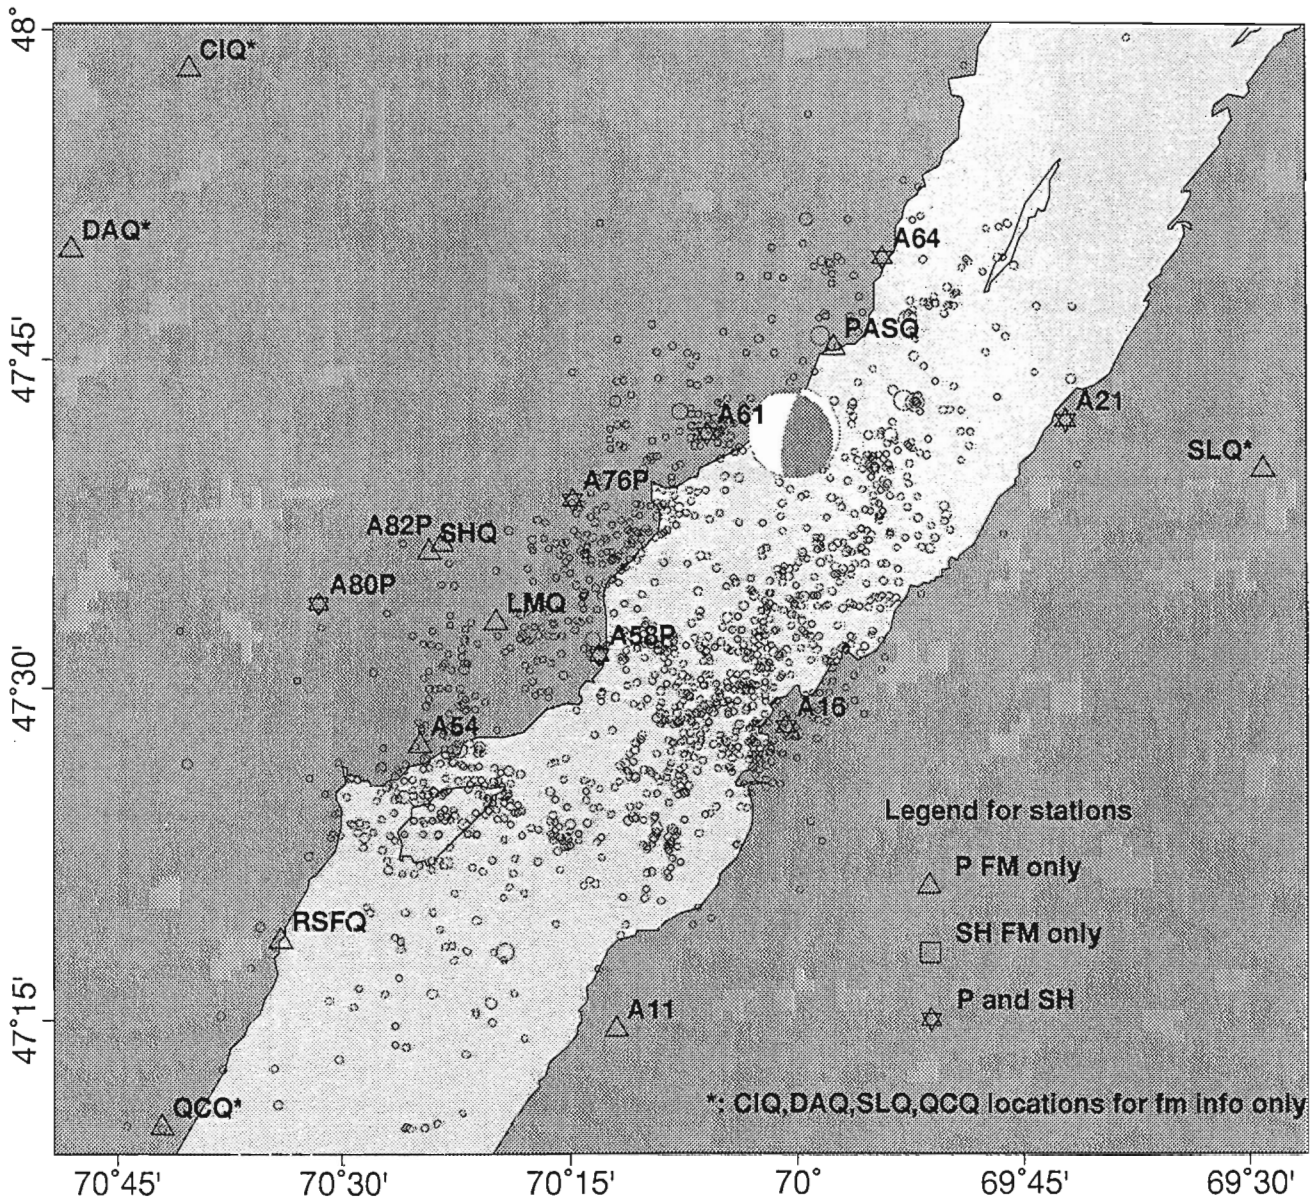 48°
CIQ*
DAQ*
A64
PASQ
47°45'
A61
A21
SLQ*
A76P
A82P SHQ
A80P
LMQ
A58P
47°30'
A16
A54
Legend for stations
P FM only
RSFQ
SH FM only
P and SH
47°15'
A11
QCQ*
*: CIQ,DAQ,SLQ,QCQ locations for fm info only
70°45' 70°30' 70°15' 70° 69°45' 69°30'